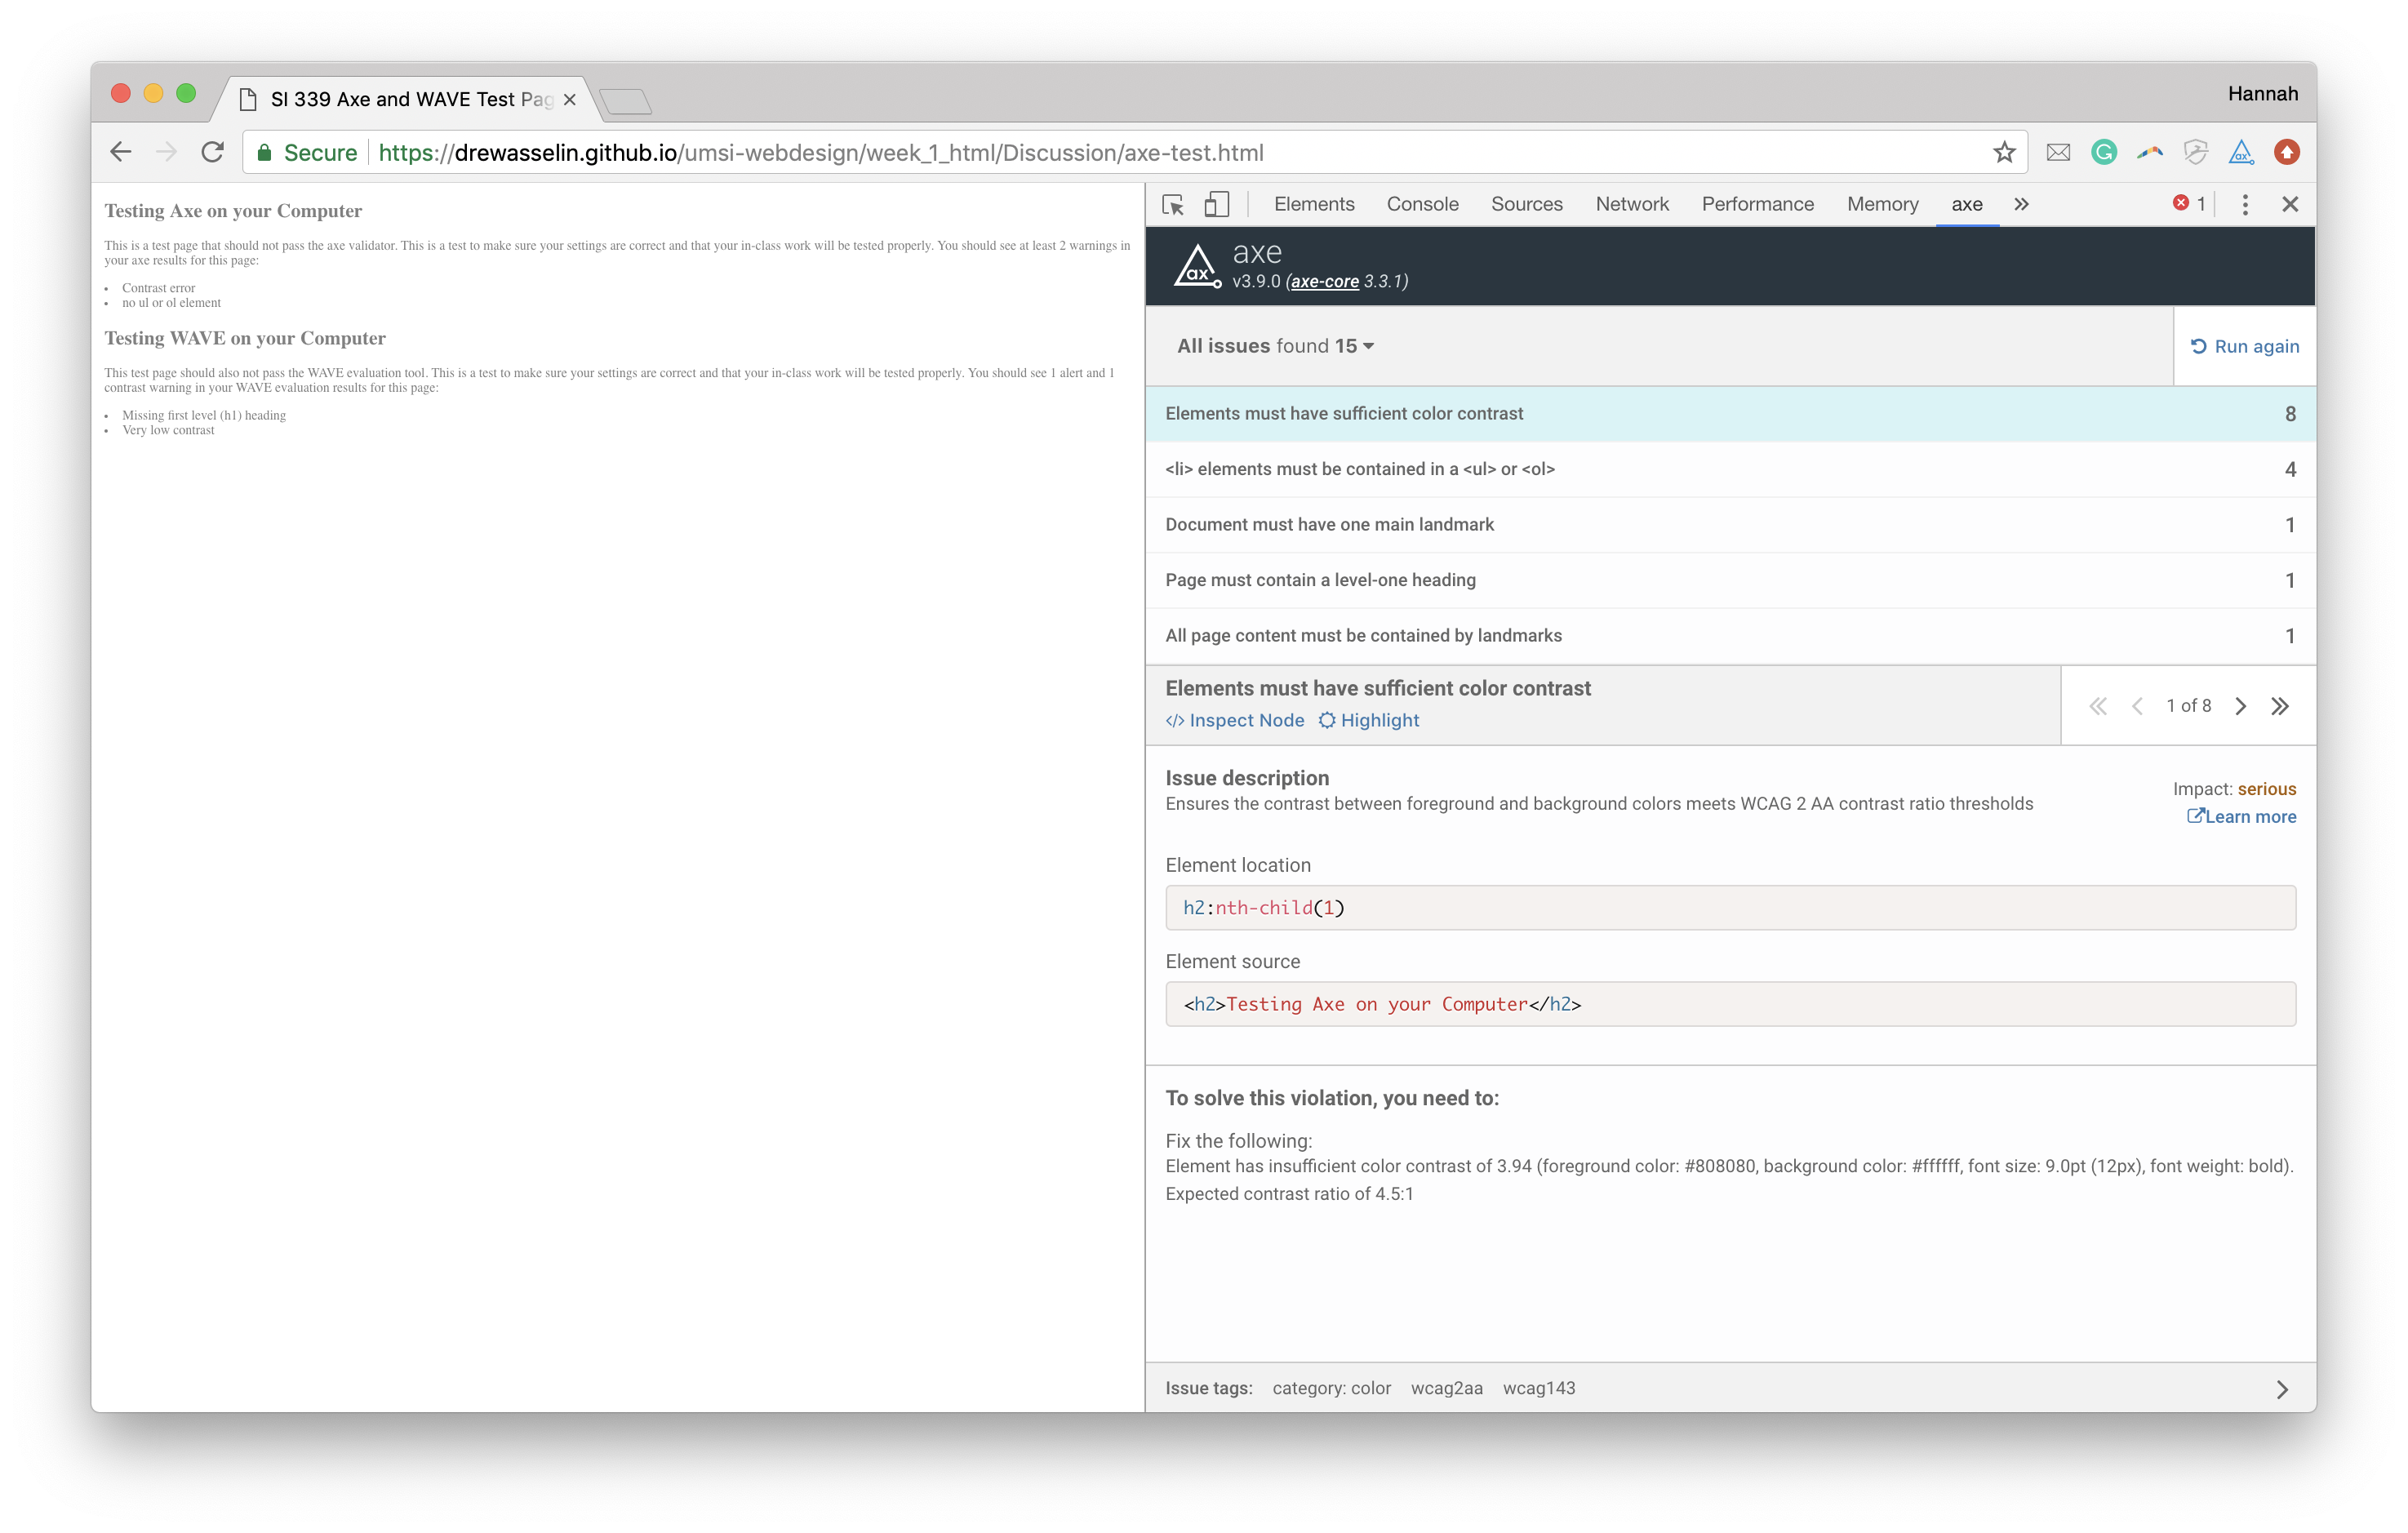 SI 339 Axe and WAVE Test Pag
Hannah
Secure https://drewasselin.github.io/umsi-webdesign/week_1_html/Discussion/axe-test.html
Testing Axe on your Computer
This is a test page that should not pass the axe validator. This is a test to make sure your settings are correct and that your in-class work will be tested properly. You should see at least 2 warnings in
your axe results for this page:
• Contrast error
• no ul or ol element
Testing WAVE on your Computer
This test page should also not pass the WAVE evaluation tool. This is a test to make sure your settings are correct and that your in-class work will be tested properly. You should see 1 alert and 1
contrast warning in your WAVE evaluation results for this page:
• Missing first level (h1) heading
• Very low contrast
Elements Console Sources Network Performance Memory axe » 1
ax axe
v3.9.0 (axe-core 3.3.1)
All issues found 15
Run again
Elements must have sufficient color contrast 8
<li> elements must be contained in a <ul> or <ol> 4
Document must have one main landmark 1
Page must contain a level-one heading 1
All page content must be contained by landmarks 1
Elements must have sufficient color contrast
</> Inspect Node Highlight
1 of 8
Issue description
Ensures the contrast between foreground and background colors meets WCAG 2 AA contrast ratio thresholds
Impact: serious
Learn more
Element location
h2:nth-child(1)
Element source
<h2>Testing Axe on your Computer</h2>
To solve this violation, you need to:
Fix the following:
Element has insufficient color contrast of 3.94 (foreground color: #808080, background color: #ffffff, font size: 9.0pt (12px), font weight: bold).
Expected contrast ratio of 4.5:1
Issue tags: category: color wcag2aa wcag143